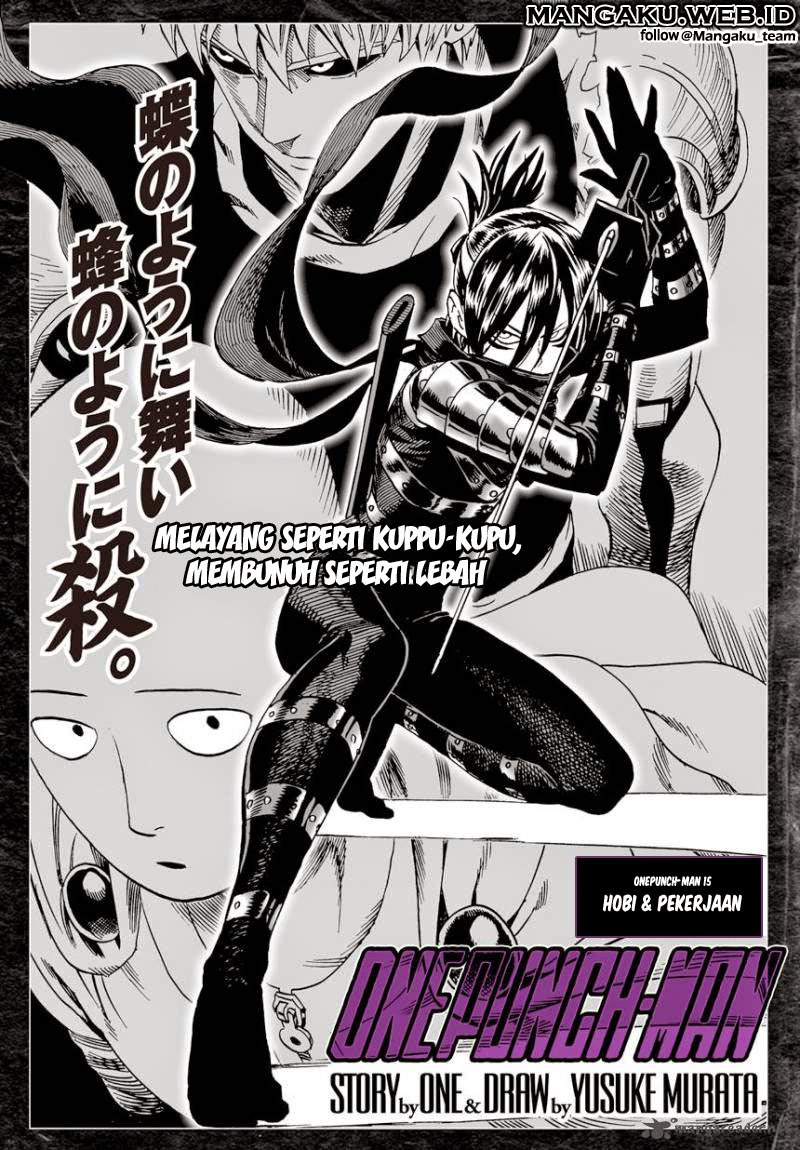 MANGAKU.WEB.ID
follow @Mangaku_team
蝶のように舞い
蜂のように殺。
MELAYANG SEPERTI KUPPU-KUPU,
MEMBUNUH SEPERTI LEBAH
ONEPUNCH-MAN 15
HOBI & PEKERJAAN
ONEPUNCH-MAN
STORY by ONE & DRAW by YUSUKE MURATA